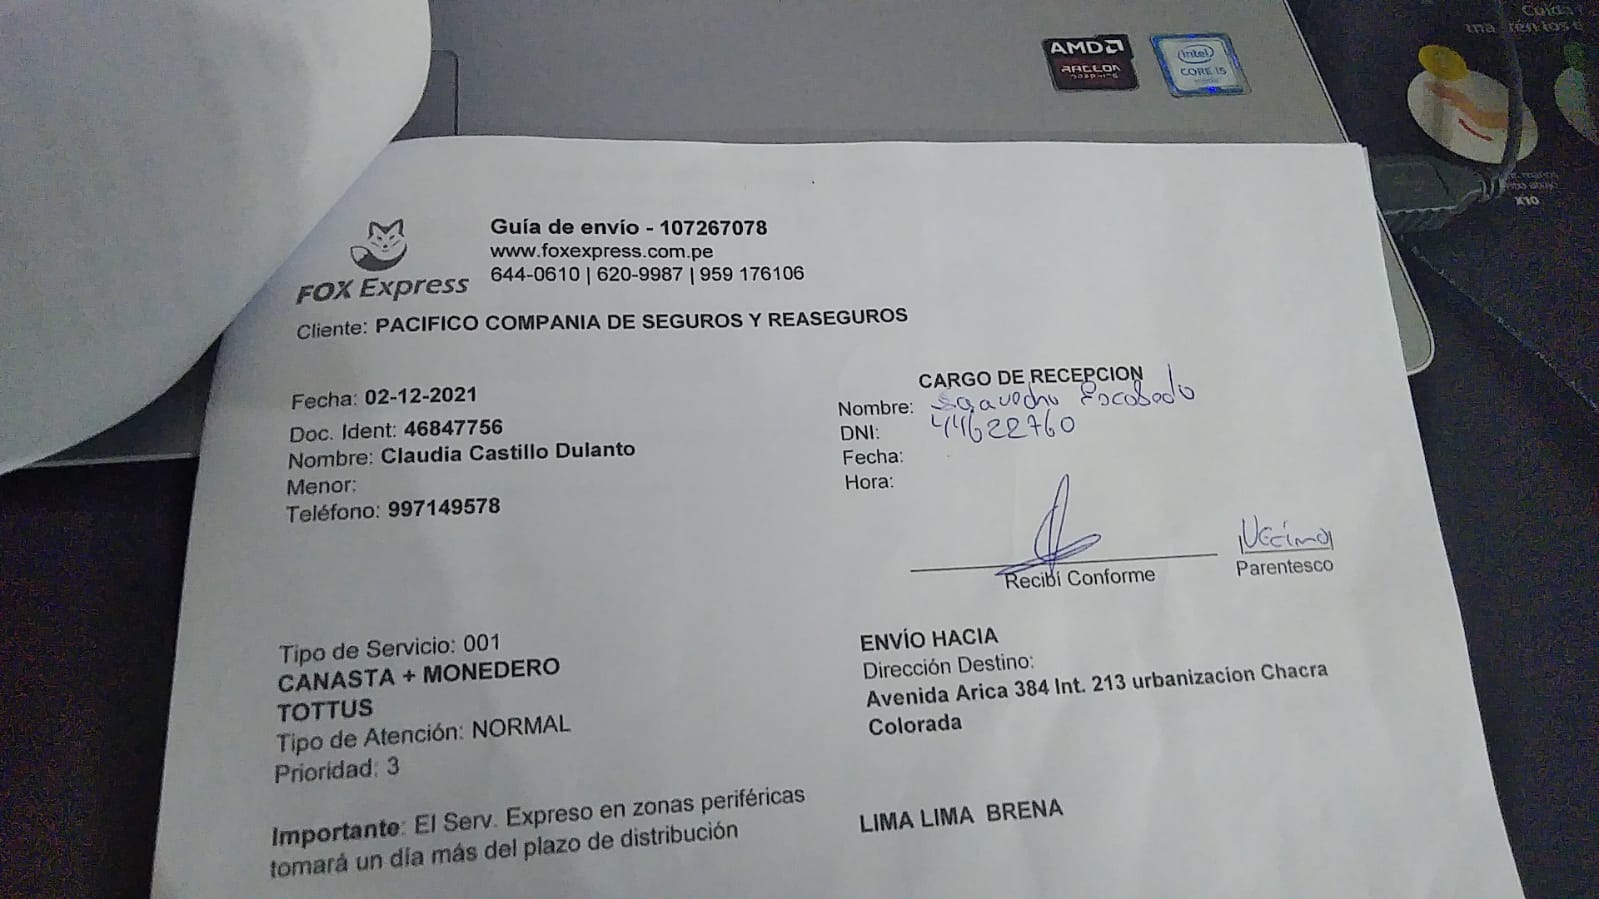 AMD
RADEON
GRAPHICS
intel
CORE i5
X10
Guía de envío - 107267078
www.foxexpress.com.pe
644-0610 | 620-9987 | 959 176106
FOX Express
Cliente: PACIFICO COMPANIA DE SEGUROS Y REASEGUROS
Fecha: 02-12-2021
Doc. Ident: 46847756
Nombre: Claudia Castillo Dulanto
Menor:
Teléfono: 997149578
CARGO DE RECEPCION
Nombre: Escobedo
DNI: 44622760
Fecha:
Hora:
Recibí Conforme
Vecino
Parentesco
Tipo de Servicio: 001
CANASTA + MONEDERO
TOTTUS
Tipo de Atención: NORMAL
Prioridad: 3
Importante: El Serv. Expreso en zonas periféricas
tomará un día más del plazo de distribución
ENVÍO HACIA
Dirección Destino:
Avenida Arica 384 Int. 213 urbanizacion Chacra
Colorada
LIMA LIMA BRENA